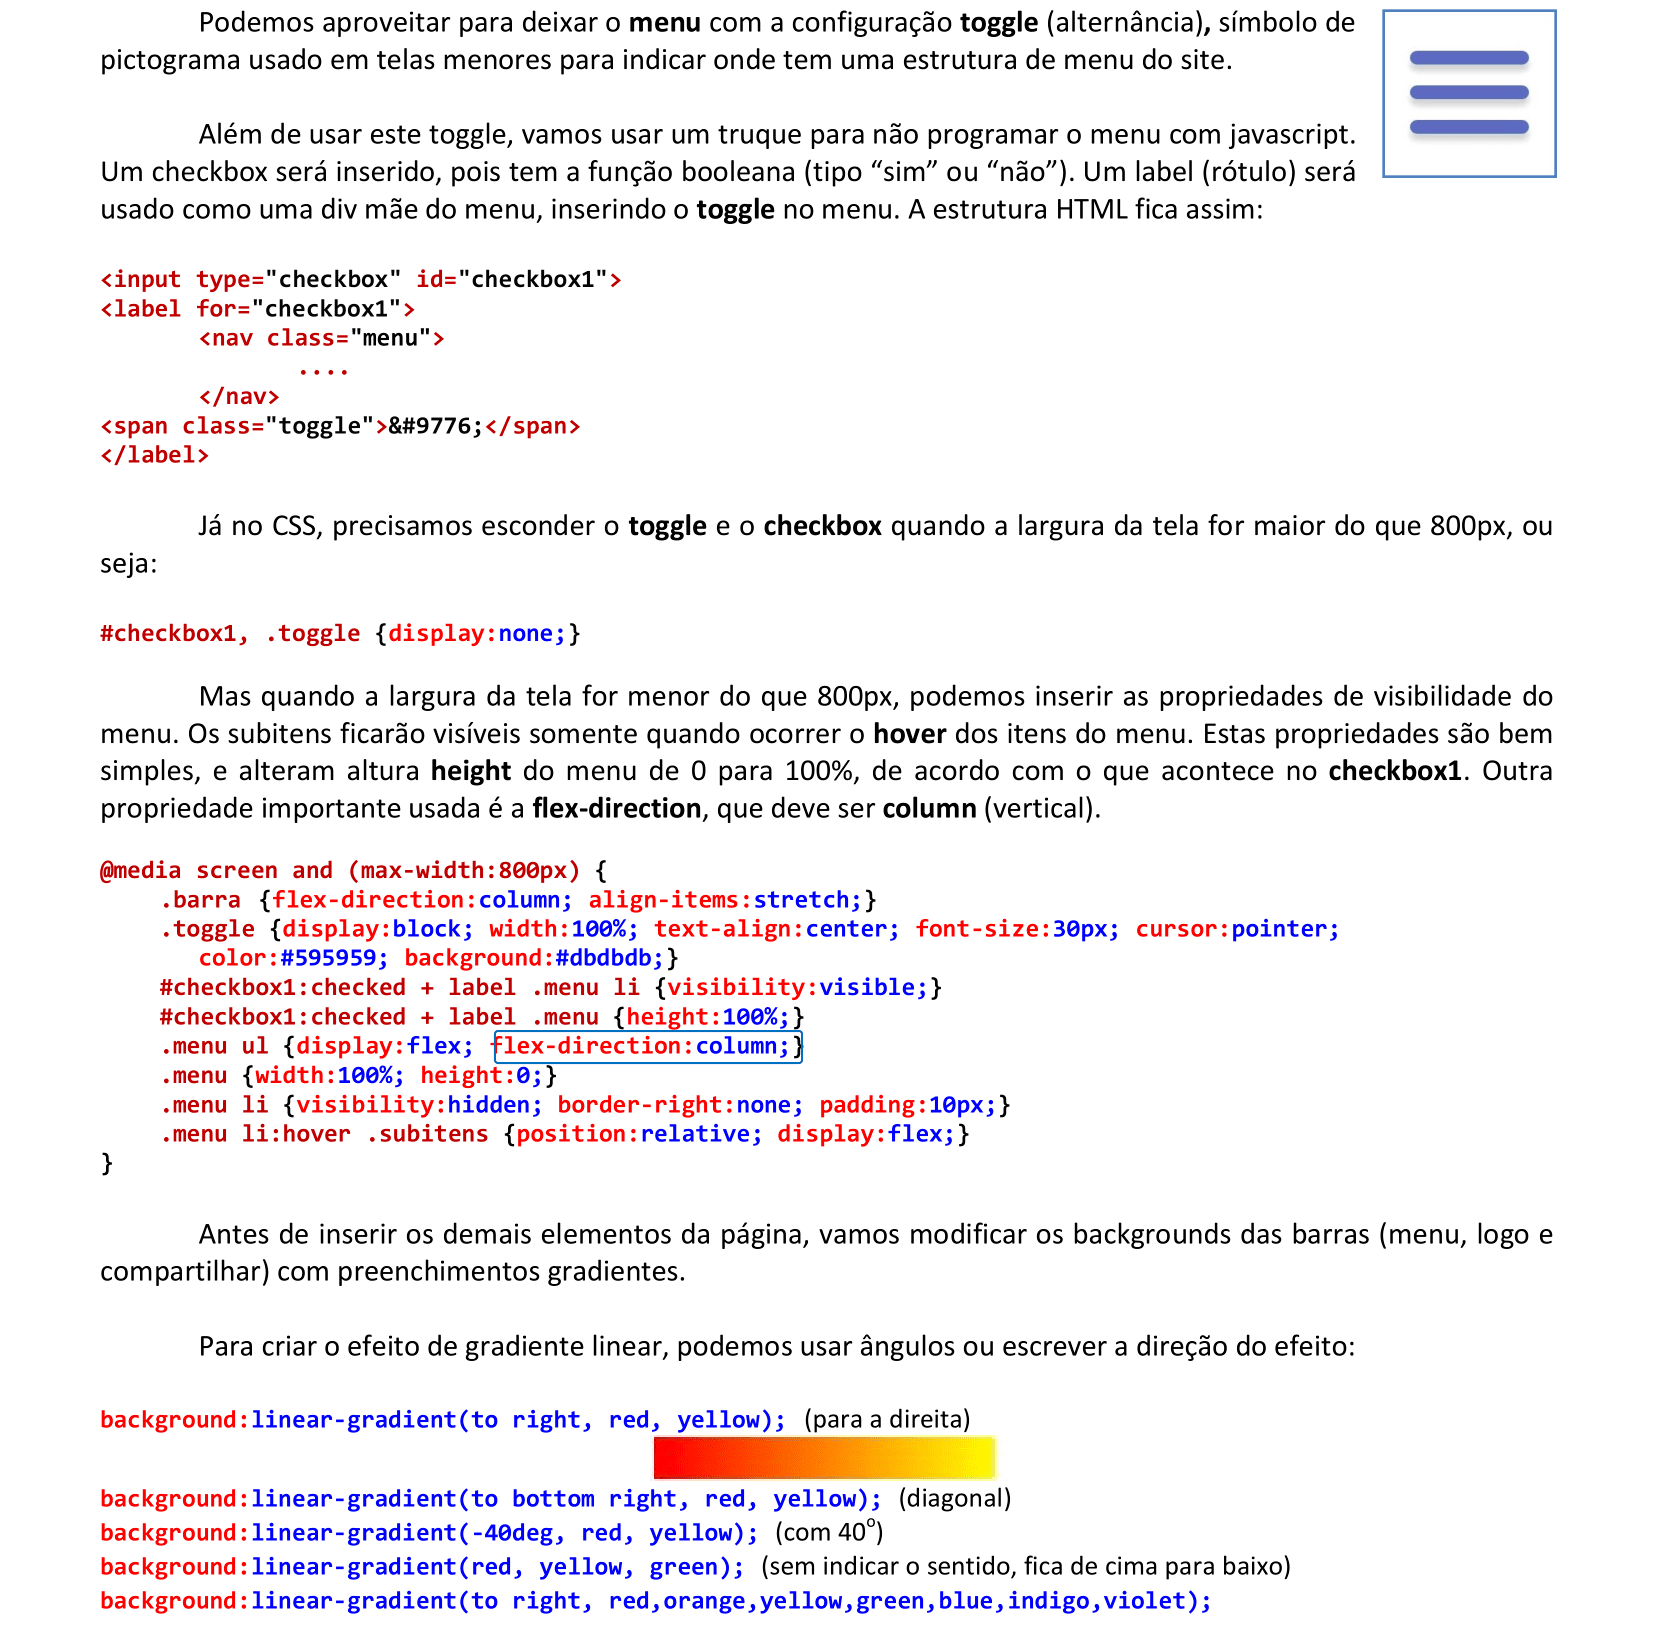 Podemos aproveitar para deixar o menu com a configuração toggle (alternância), símbolo de
pictograma usado em telas menores para indicar onde tem uma estrutura de menu do site.
Além de usar este toggle, vamos usar um truque para não programar o menu com javascript.
Um checkbox será inserido, pois tem a função booleana (tipo “sim” ou “não”). Um label (rótulo) será
usado como uma div mãe do menu, inserindo o toggle no menu. A estrutura HTML fica assim:
<input type="checkbox" id="checkbox1">
<label for="checkbox1">
<nav class="menu">
....
</nav>
<span class="toggle">&#9776;</span>
</label>
Já no CSS, precisamos esconder o toggle e o checkbox quando a largura da tela for maior do que 800px, ou
seja:
#checkbox1, .toggle {display:none;}
Mas quando a largura da tela for menor do que 800px, podemos inserir as propriedades de visibilidade do
menu. Os subitens ficarão visíveis somente quando ocorrer o hover dos itens do menu. Estas propriedades são bem
simples, e alteram altura height do menu de 0 para 100%, de acordo com o que acontece no checkbox1. Outra
propriedade importante usada é a flex-direction, que deve ser column (vertical).
@media screen and (max-width:800px) {
.barra {flex-direction:column; align-items:stretch;}
.toggle {display:block; width:100%; text-align:center; font-size:30px; cursor:pointer;
color:#595959; background:#dbdbdb;}
#checkbox1:checked + label .menu li {visibility:visible;}
#checkbox1:checked + label .menu {height:100%;}
.menu ul {display:flex; flex-direction:column;}
.menu {width:100%; height:0;}
.menu li {visibility:hidden; border-right:none; padding:10px;}
.menu li:hover .subitens {position:relative; display:flex;}
}
Antes de inserir os demais elementos da página, vamos modificar os backgrounds das barras (menu, logo e
compartilhar) com preenchimentos gradientes.
Para criar o efeito de gradiente linear, podemos usar ângulos ou escrever a direção do efeito:
background:linear-gradient(to right, red, yellow); (para a direita)
background:linear-gradient(to bottom right, red, yellow); (diagonal)
background:linear-gradient(-40deg, red, yellow); (com 40º)
background:linear-gradient(red, yellow, green); (sem indicar o sentido, fica de cima para baixo)
background:linear-gradient(to right, red,orange,yellow,green,blue,indigo,violet);